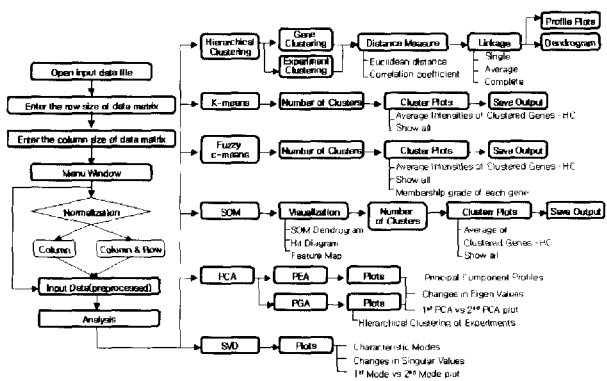 Open input data file
Enter the row size of data matrix
Enter the column size of data matrix
Menu Window
Normalization
Column
Column & Row
Input Data(preprocessed)
Analysis
Hierarchical Clustering
Gene Clustering
Experiment Clustering
Distance Measure
Euclidean distance
Correlation coefficient
Linkage
Single
Average
Complete
Profile Plots
Dendrogram
K-means
Number of Clusters
Cluster Plots
Average Intensities of Clustered Genes - HC
Show all
Save Output
Fuzzy c-means
Number of Clusters
Cluster Plots
Average Intensities of Clustered Genes - HC
Show all
Membership grade of each gene
Save Output
SOM
Visualization
SOM Dendrogram
Hit Diagram
Feature Map
Number of Clusters
Cluster Plots
Average of
Clustered Genes - HC
Show all
Save Output
PCA
PEA
Plots
Principal Component Profiles
Changes in Eigen Values
1st PCA vs 2nd PCA plot
PGA
Plots
Hierarchical Clustering of Experiments
SVD
Plots
Characteristic Modes
Changes in Singular Values
1st Mode vs 2nd Mode plot